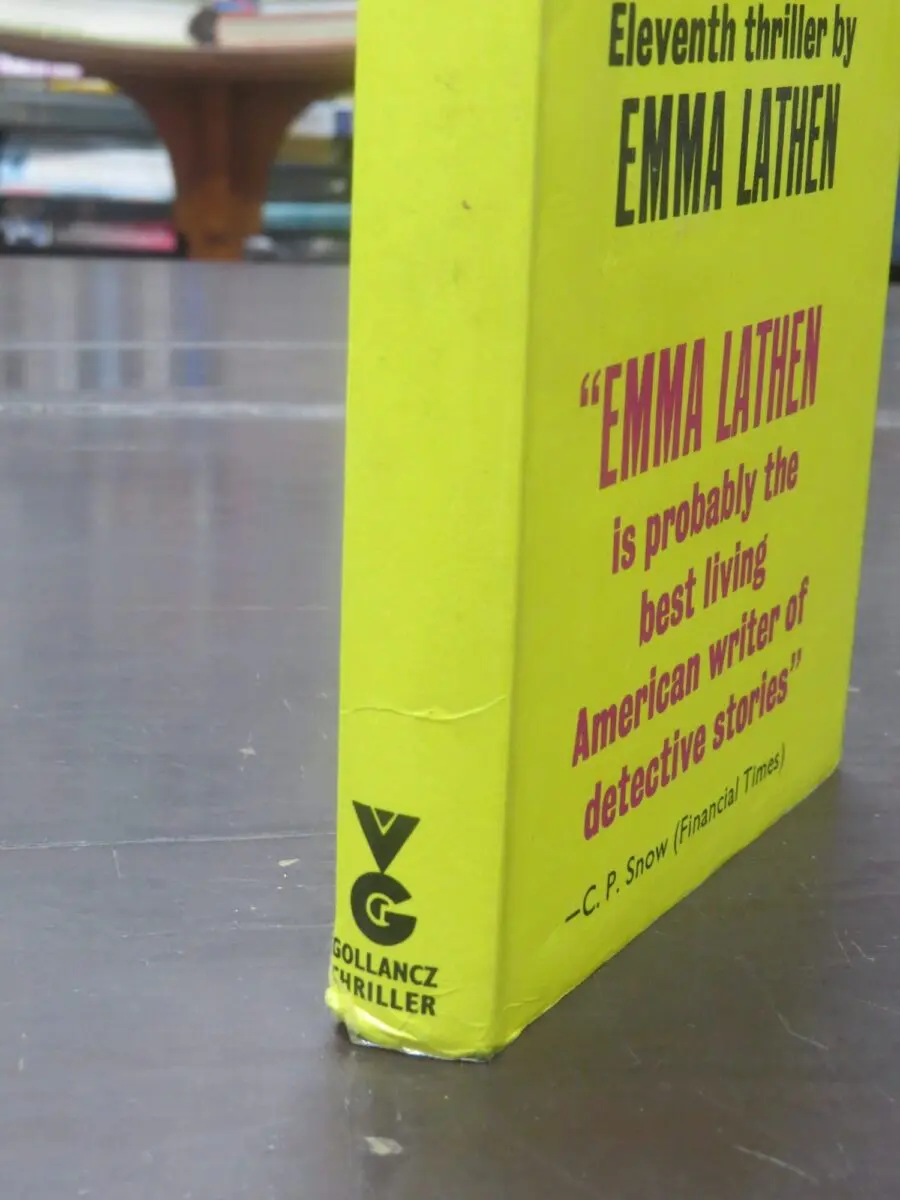 Eleventh thriller by
EMMA LATHEN
“EMMA LATHEN
is probably the
best living
American writer of
detective stories”
—C. P. Snow (Financial Times)
VG
GOLLANCZ
THRILLER